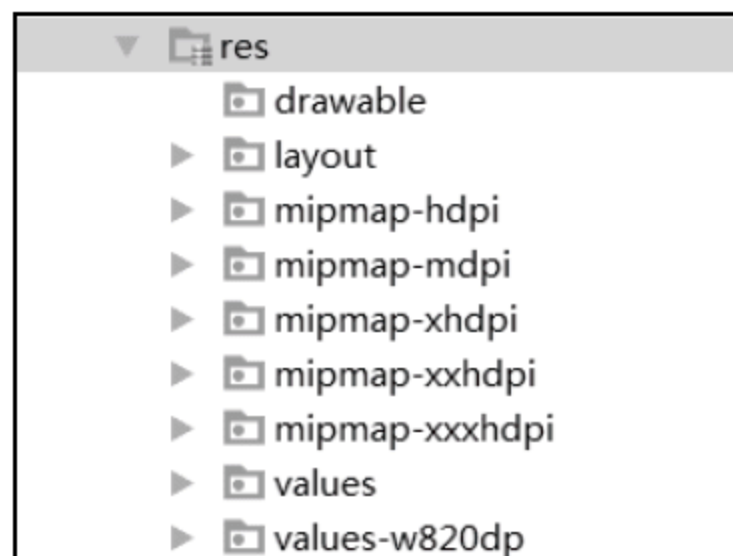 res
drawable
layout
mipmap-hdpi
mipmap-mdpi
mipmap-xhdpi
mipmap-xxhdpi
mipmap-xxxhdpi
values
values-w820dp